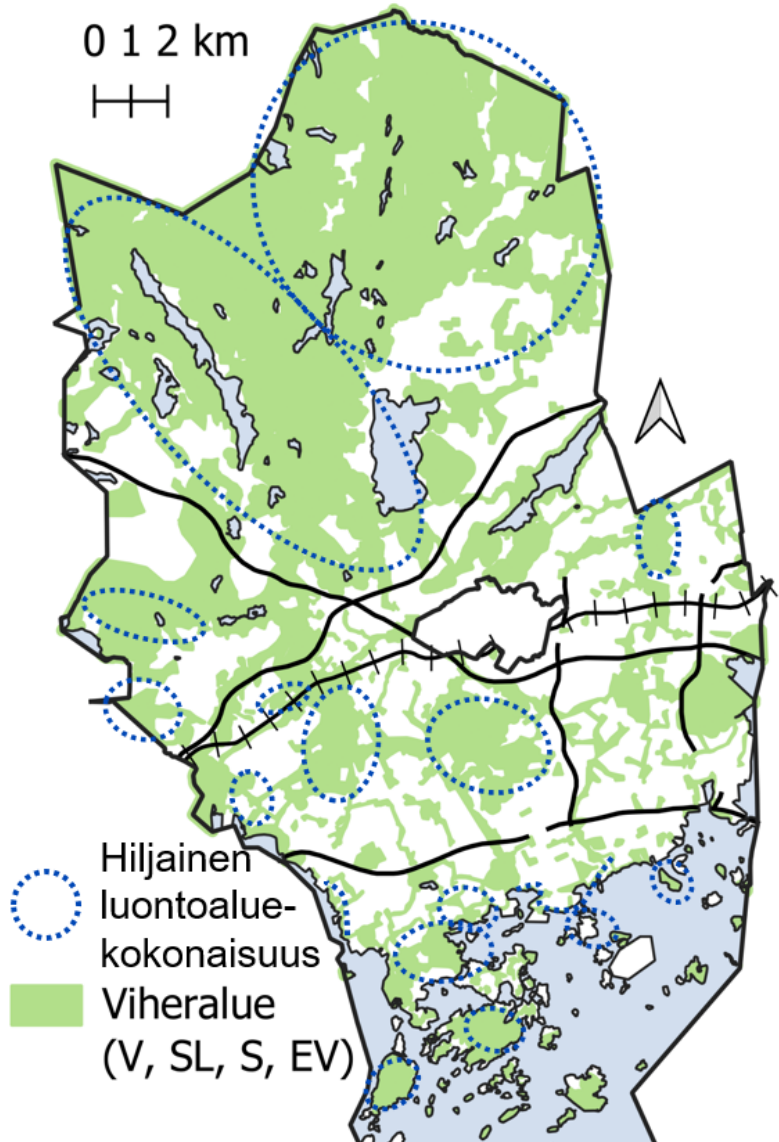 0 1 2 km
Hiljainen
luontoalue-
kokonaisuus
Viheralue
(V, SL, S, EV)